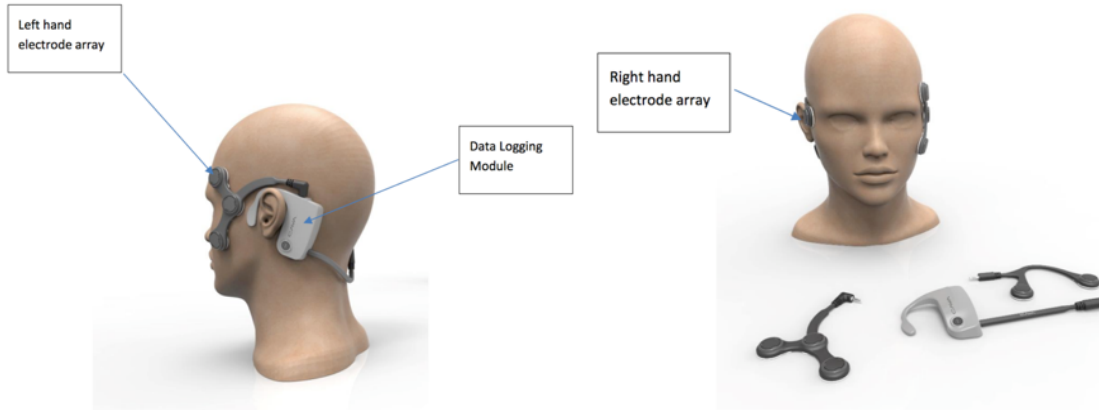 Left hand
electrode array
Data Logging
Module
Right hand
electrode array